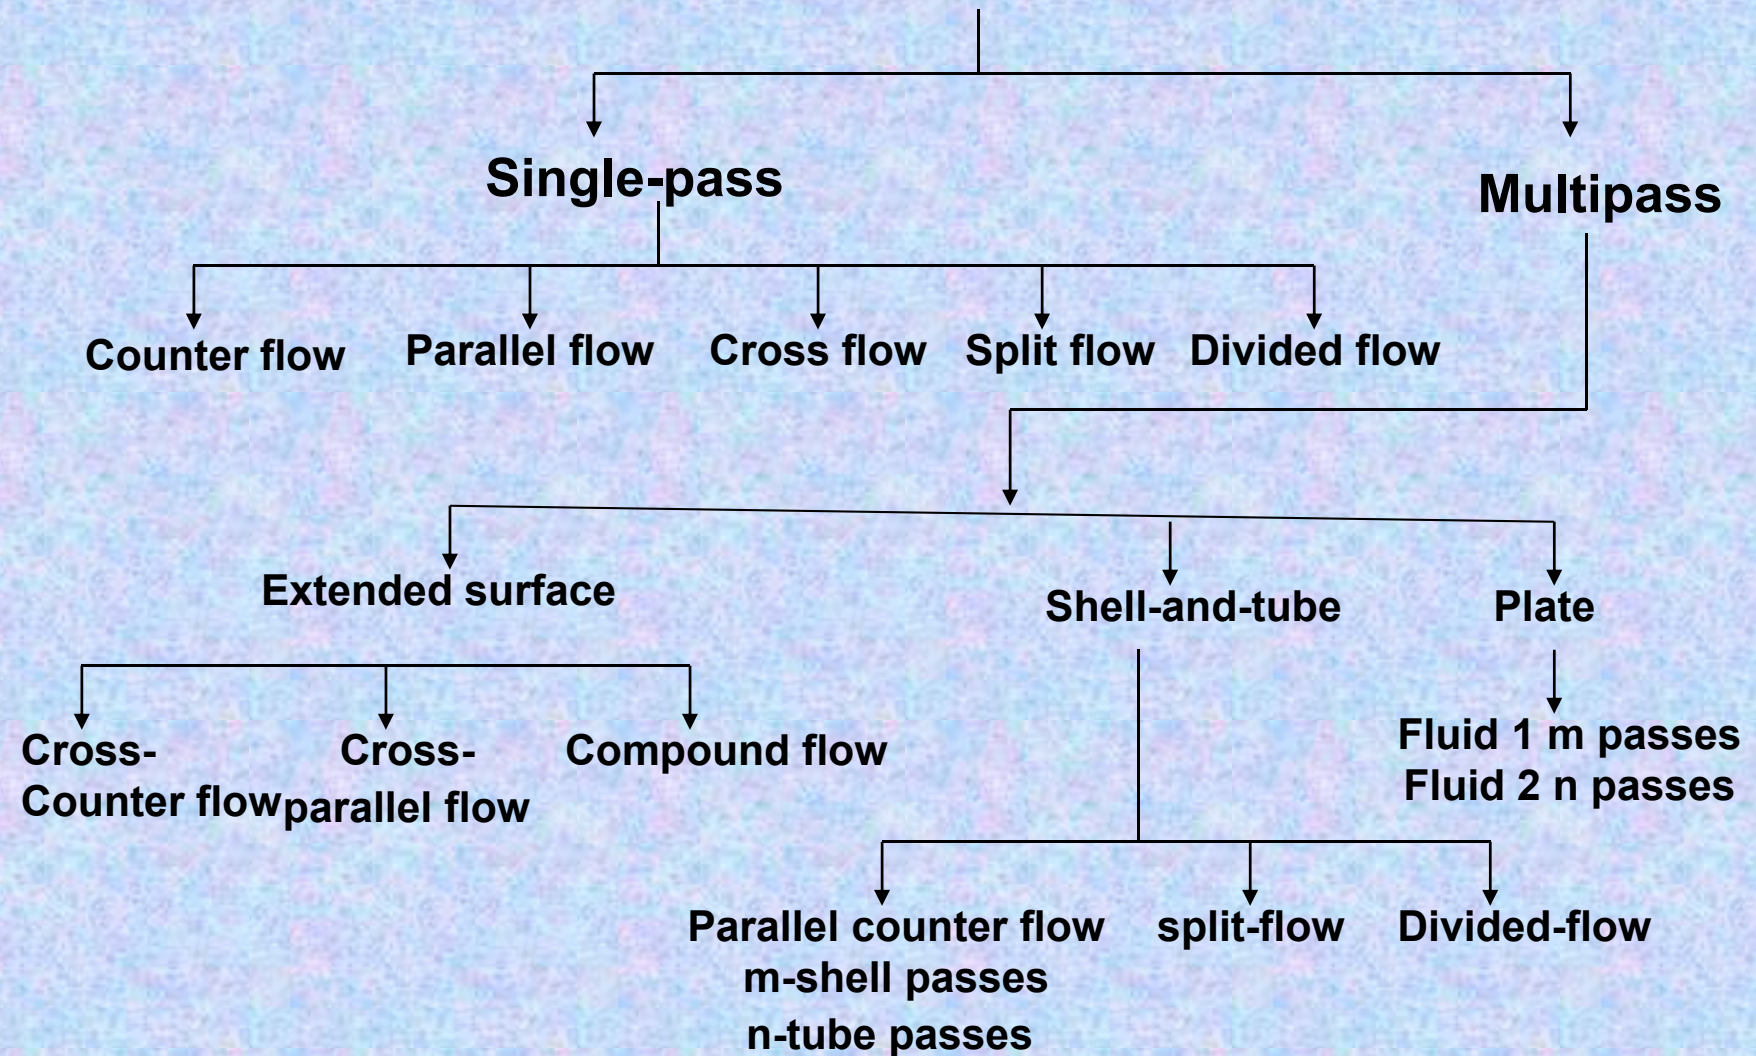 Single-pass
Multipass
Counter flow
Parallel flow
Cross flow
Split flow
Divided flow
Extended surface
Shell-and-tube
Plate
Cross-
Counter flow
Cross-
parallel flow
Compound flow
Fluid 1 m passes
Fluid 2 n passes
Parallel counter flow
m-shell passes
n-tube passes
split-flow
Divided-flow